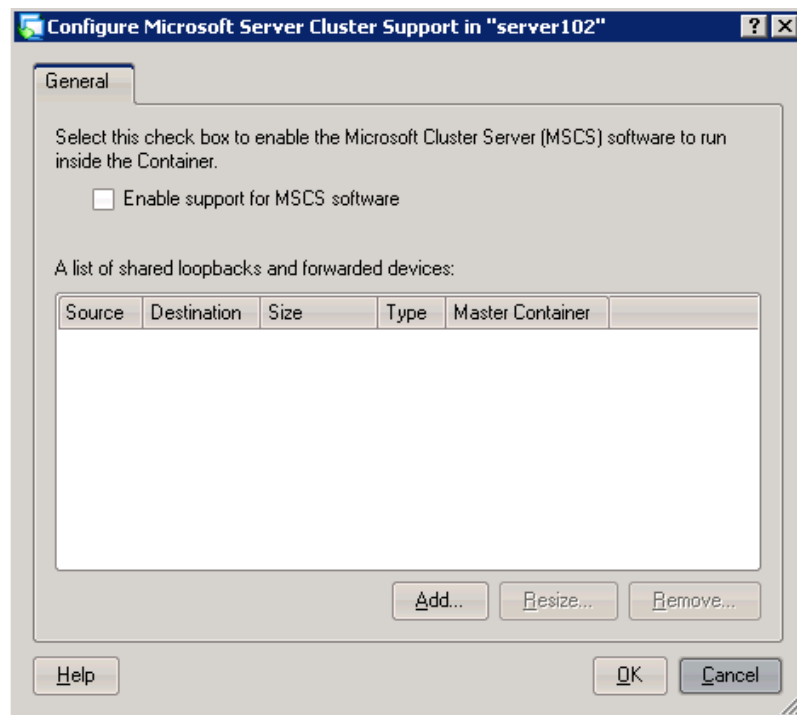 Configure Microsoft Server Cluster Support in "server102"
General
Select this check box to enable the Microsoft Cluster Server (MSCS) software to run
inside the Container.
Enable support for MSCS software
A list of shared loopbacks and forwarded devices:
Source Destination Size Type Master Container
Add... Resize... Remove...
Help OK Cancel